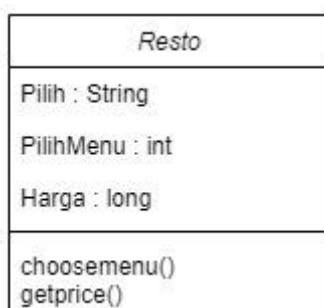 Resto
Pilih : String
PilihMenu : int
Harga : long
choosemenu()
getprice()